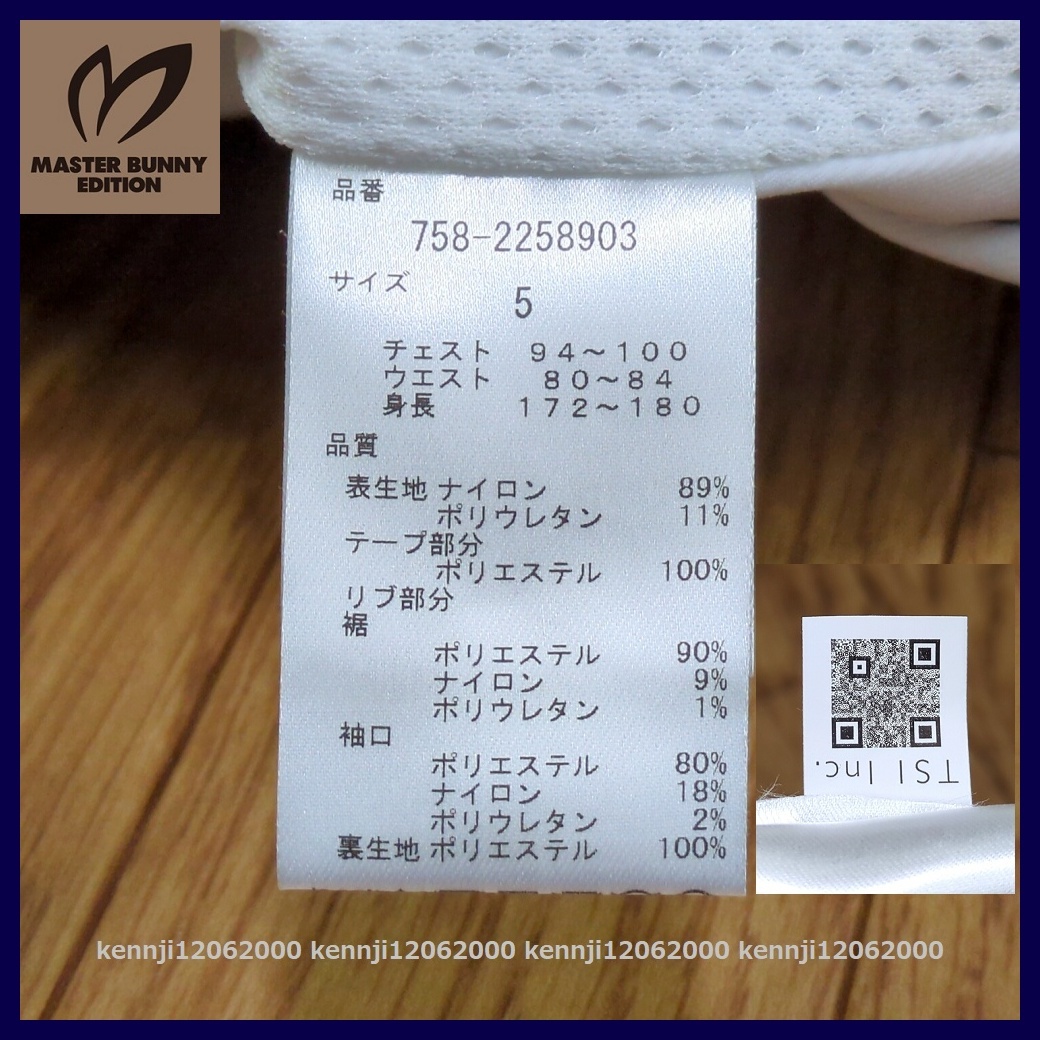 MASTER BUNNY
EDITION
品番
758-2258903
サイズ
5
チェスト 94～100
ウエスト 80～84
身長 172～180
品質
表生地 ナイロン 89%
ポリウレタン 11%
テープ部分
ポリエステル 100%
リブ部分
裾
ポリエステル 90%
ナイロン 9%
ポリウレタン 1%
袖口
ポリエステル 80%
ナイロン 18%
ポリウレタン 2%
裏生地 ポリエステル 100%
TSI Inc.
kennji12062000 kennji12062000 kennji12062000 kennji12062000